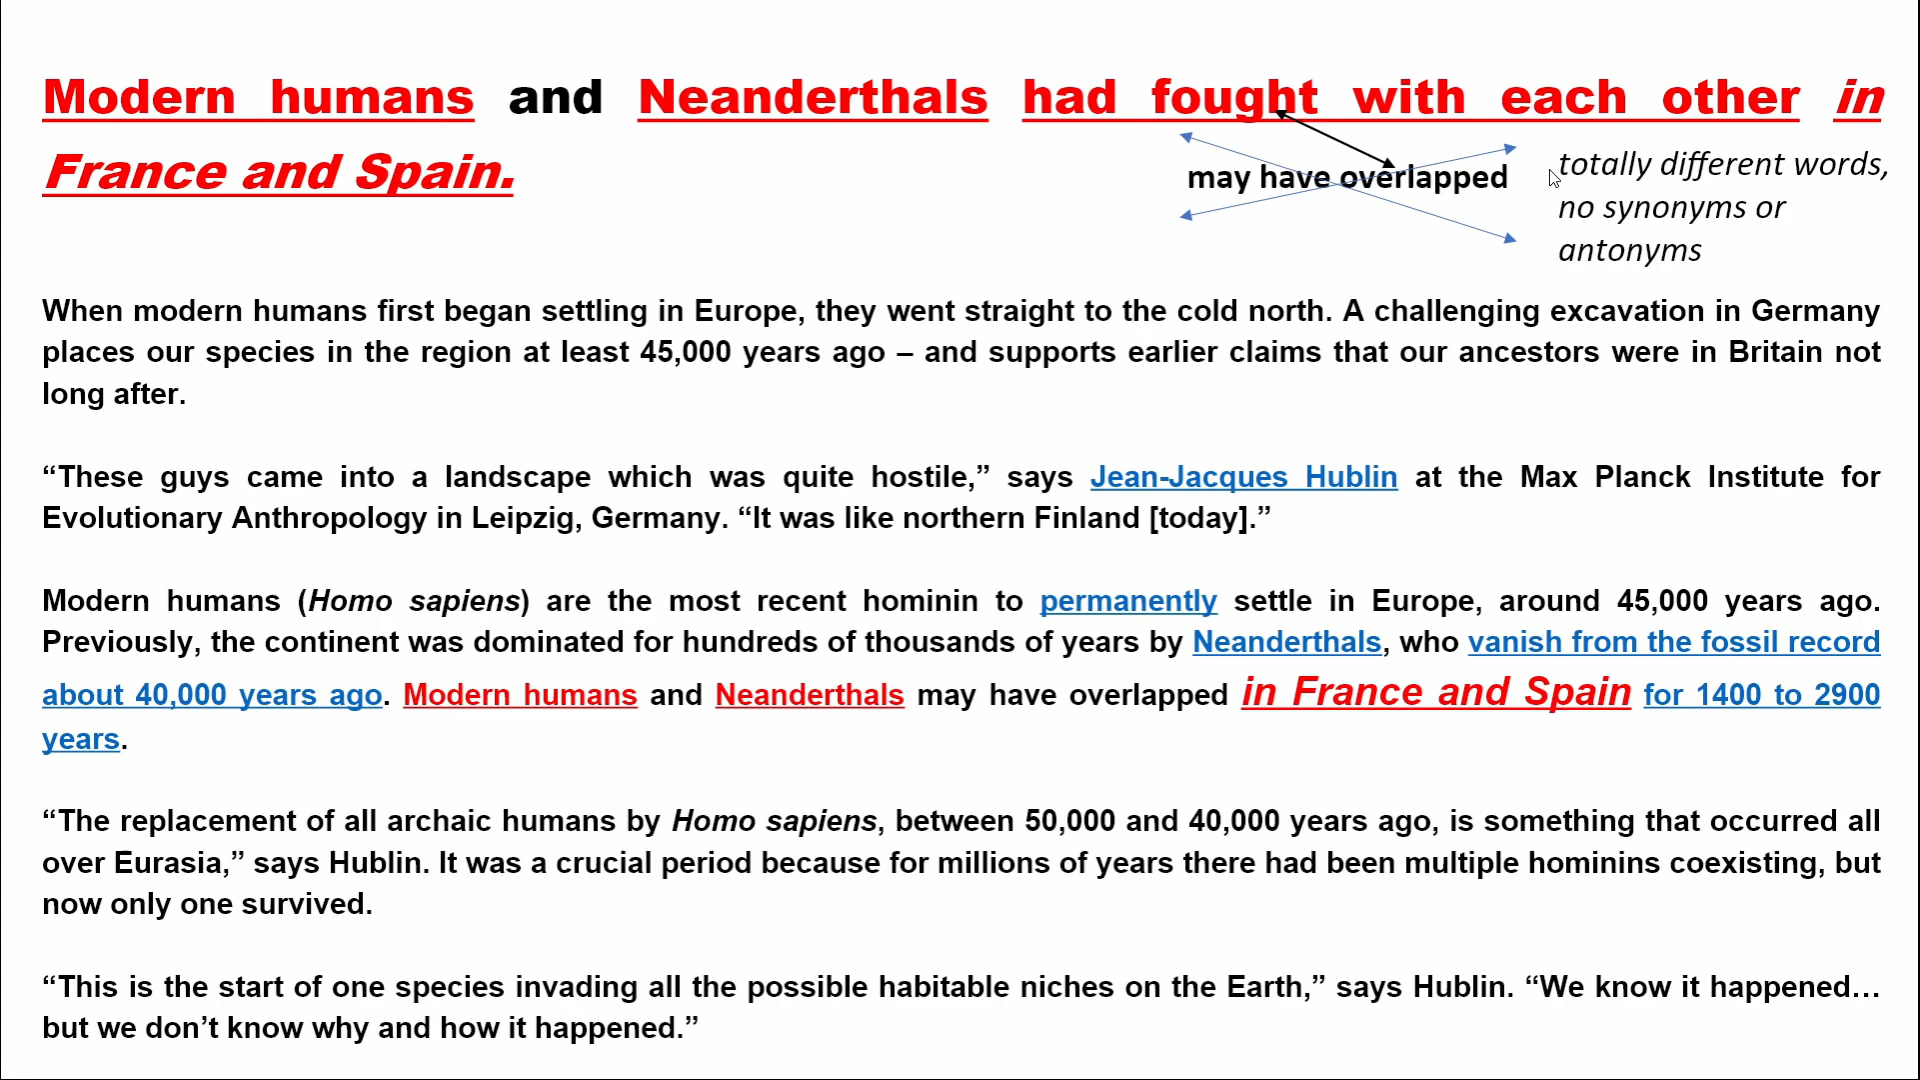 Modern humans and Neanderthals had fought with each other in
France and Spain.
may have overlapped
totally different words,
no synonyms or
antonyms
When modern humans first began settling in Europe, they went straight to the cold north. A challenging excavation in Germany
places our species in the region at least 45,000 years ago – and supports earlier claims that our ancestors were in Britain not
long after.
“These guys came into a landscape which was quite hostile,” says Jean-Jacques Hublin at the Max Planck Institute for
Evolutionary Anthropology in Leipzig, Germany. “It was like northern Finland [today].”
Modern humans (Homo sapiens) are the most recent hominin to permanently settle in Europe, around 45,000 years ago.
Previously, the continent was dominated for hundreds of thousands of years by Neanderthals, who vanish from the fossil record
about 40,000 years ago. Modern humans and Neanderthals may have overlapped in France and Spain for 1400 to 2900
years.
“The replacement of all archaic humans by Homo sapiens, between 50,000 and 40,000 years ago, is something that occurred all
over Eurasia,” says Hublin. It was a crucial period because for millions of years there had been multiple hominins coexisting, but
now only one survived.
“This is the start of one species invading all the possible habitable niches on the Earth,” says Hublin. “We know it happened…
but we don’t know why and how it happened.”